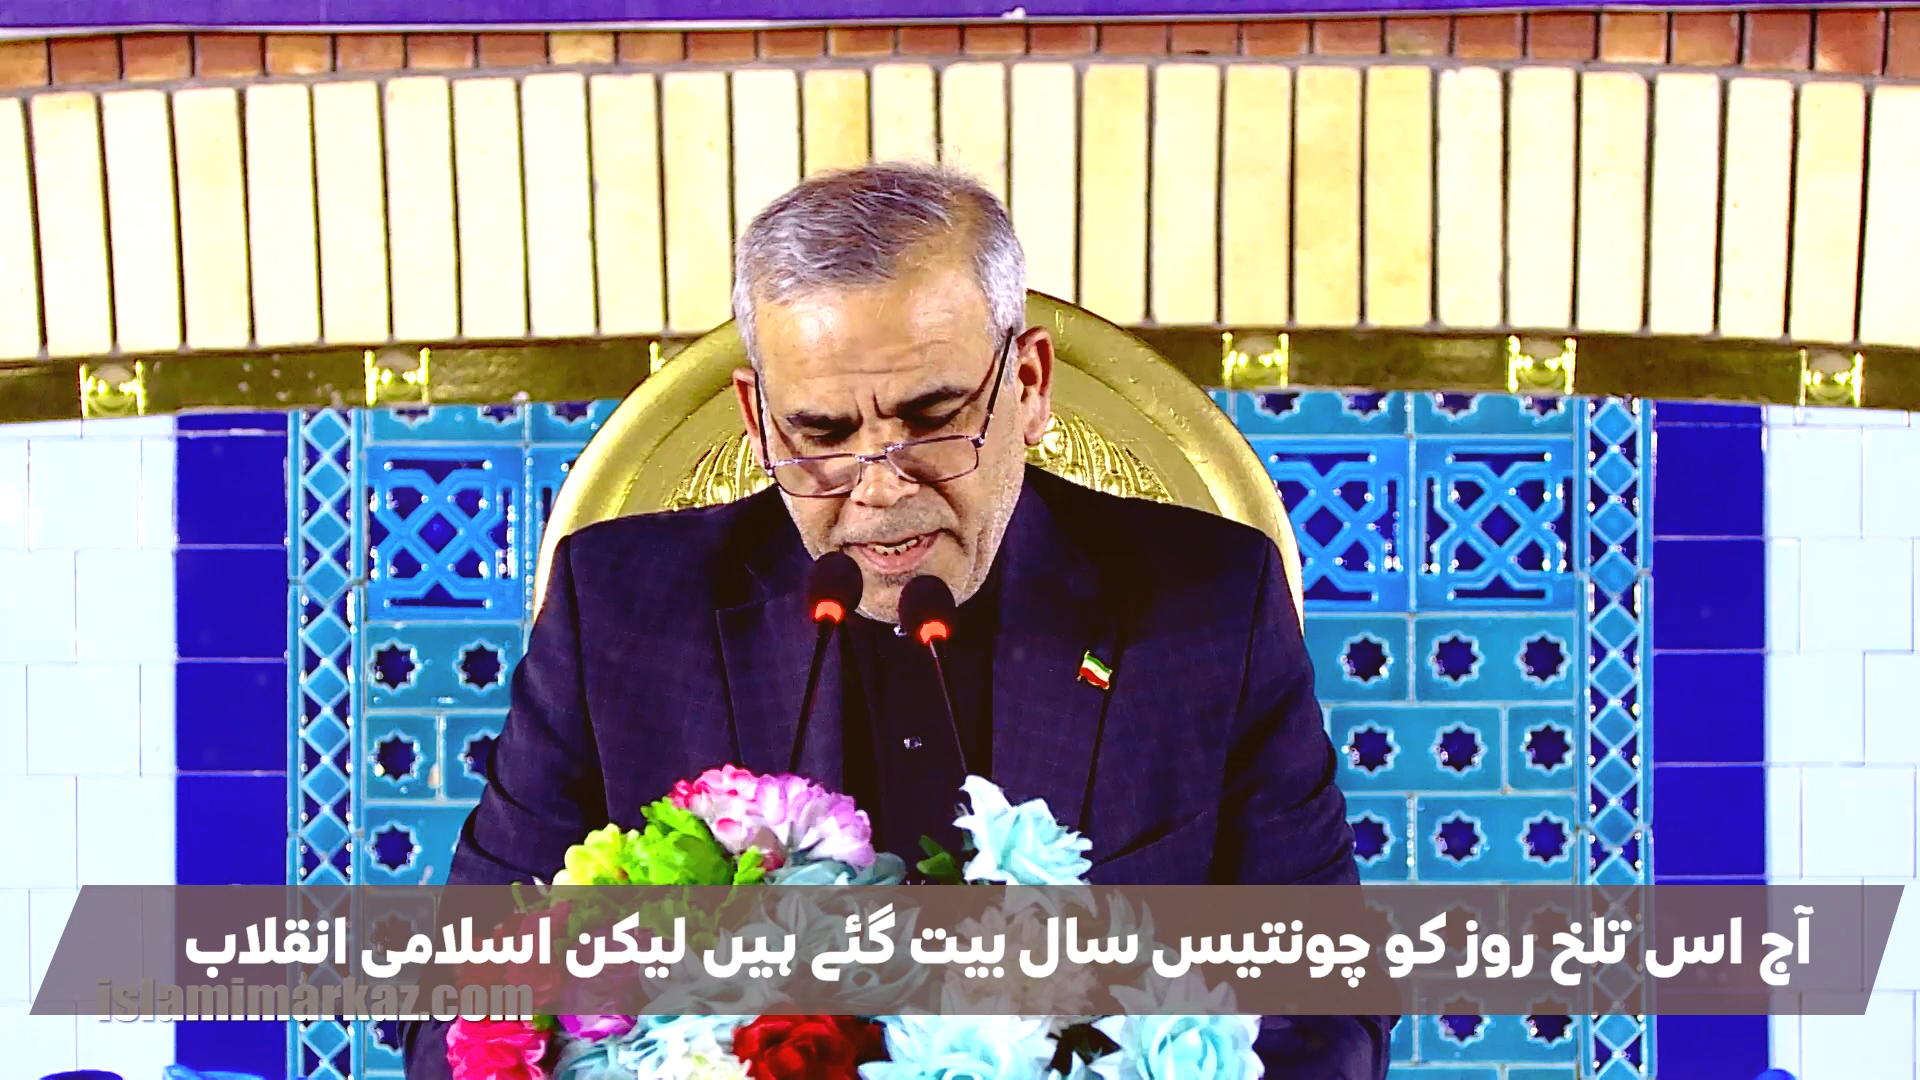 آج اس تلخ روز کو چونتیس سال بیت گئے ہیں لیکن اسلامی انقلاب
islamimarkaz.com